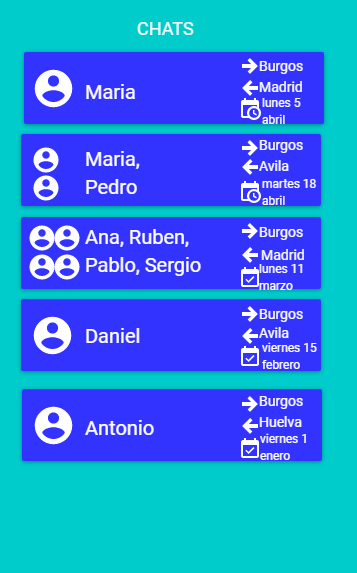 CHATS
Maria
Burgos
Madrid
lunes 5
abril
Maria,
Pedro
Burgos
Avila
martes 18
abril
Ana, Ruben,
Pablo, Sergio
Burgos
Madrid
lunes 11
marzo
Daniel
Burgos
Avila
viernes 15
febrero
Antonio
Burgos
Huelva
viernes 1
enero